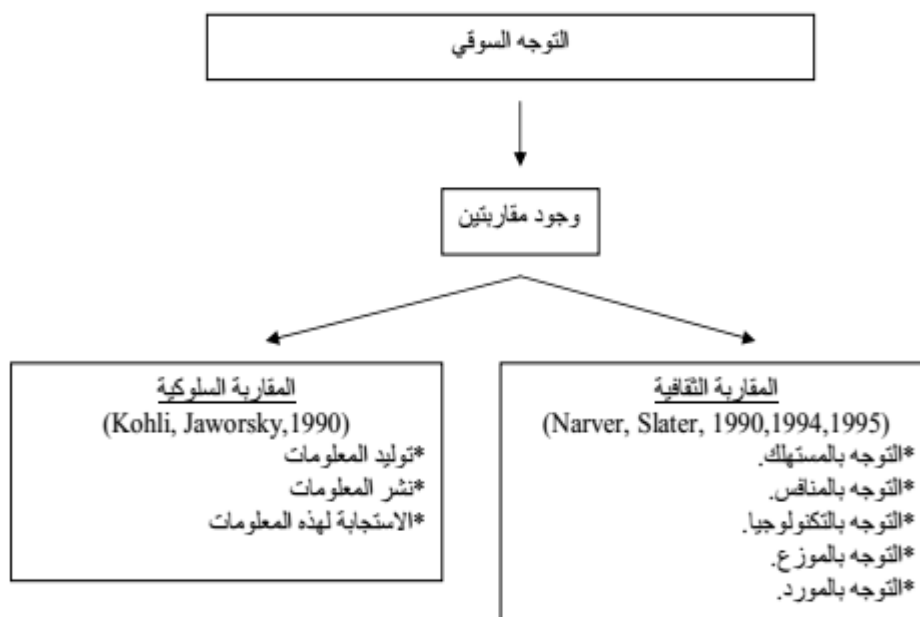 التوجه السوقي
وجود مقاربتين
المقاربة الثقافية
(Narver, Slater, 1990,1994,1995)
*التوجه بالمستهلك.
*التوجه بالمنافس.
*التوجه بالتكنولوجيا.
*التوجه بالموزع.
*التوجه بالمورد.
المقاربة السلوكية
(Kohli, Jaworsky,1990)
*توليد المعلومات
*نشر المعلومات
*الاستجابة لهذه المعلومات